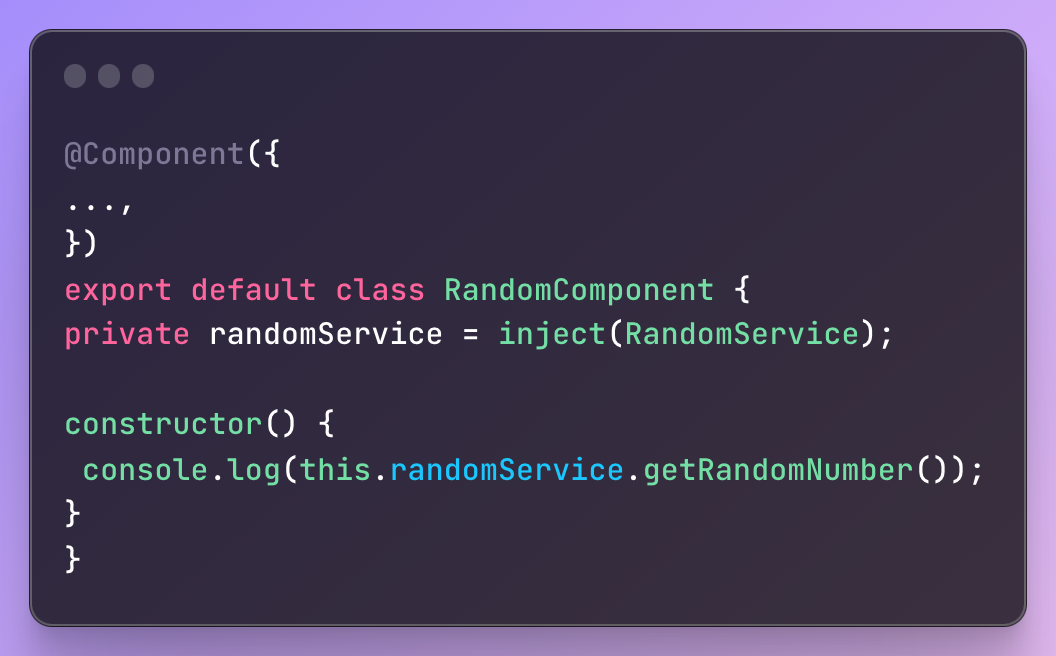 @Component({
...,
})
export default class RandomComponent {
private randomService = inject(RandomService);
constructor() {
console.log(this.randomService.getRandomNumber());
}
}